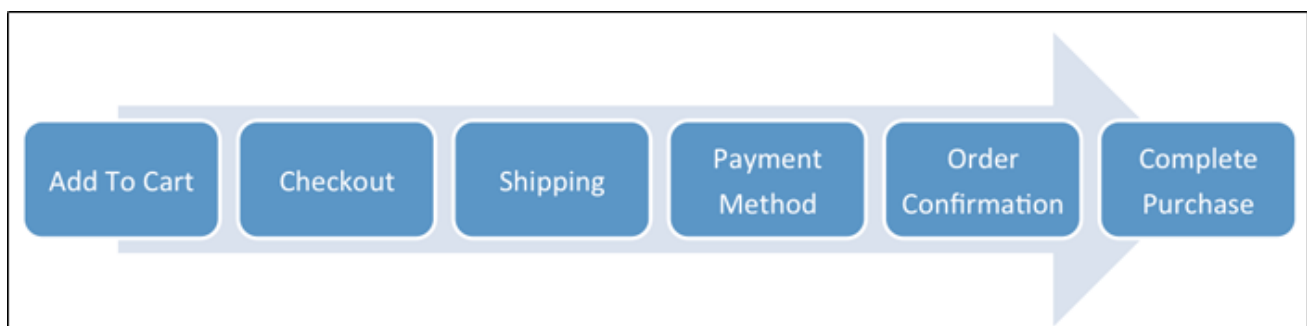 Add To Cart
Checkout
Shipping
Payment
Method
Order
Confirmation
Complete
Purchase